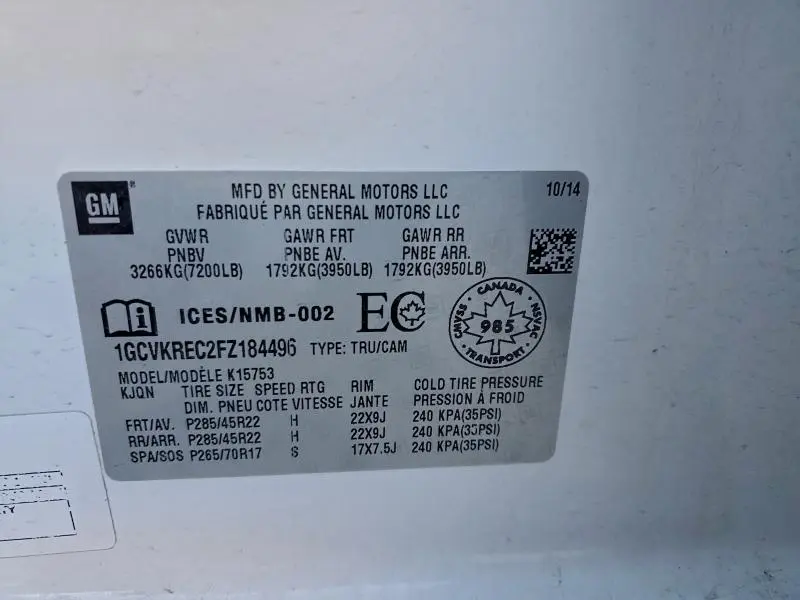 GM
MFD BY GENERAL MOTORS LLC 10/14
FABRIQUÉ PAR GENERAL MOTORS LLC
GVWR GAWR FRT GAWR RR
PNBV PNBE AV. PNBE ARR.
3266KG(7200LB) 1792KG(3950LB) 1792KG(3950LB)
ICES/NMB-002 EC
CANADA
CMVSS 985 NSVAC
TRANSPORT
1GCVKREC2FZ184496 TYPE: TRU/CAM
MODEL/MODÈLE K15753
KJQN TIRE SIZE SPEED RTG RIM COLD TIRE PRESSURE
DIM. PNEU COTE VITESSE JANTE PRESSION À FROID
FRT/AV. P285/45R22 H 22X9J 240 KPA(35PSI)
RR/ARR. P285/45R22 H 22X9J 240 KPA(35PSI)
SPA/SOS P265/70R17 S 17X7.5J 240 KPA(35PSI)